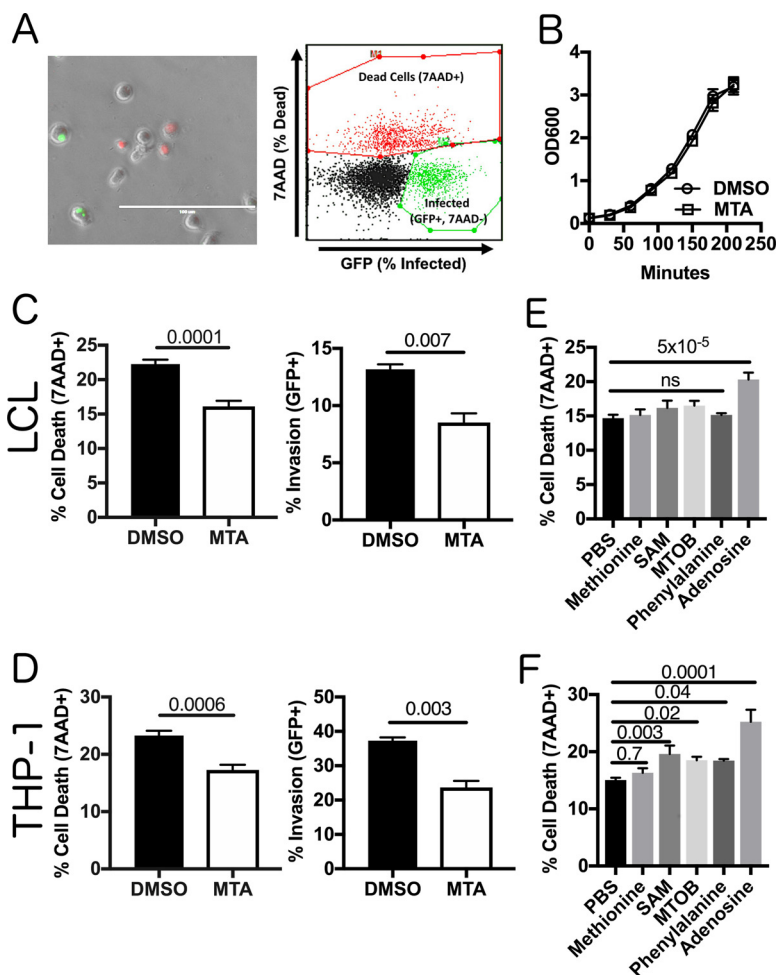 A
100 um
7AAD (% Dead)
Dead Cells (7AAD+)
Infected
(GFP+, 7AAD-)
GFP (% Infected)
B
OD600
4
3
2
1
0
DMSO
MTA
0 50 100 150 200 250
Minutes
C
LCL
% Cell Death (7AAD+)
25
20
15
10
5
0
0.0001
DMSO MTA
% Invasion (GFP+)
15
10
5
0
0.007
DMSO MTA
E
% Cell Death (7AAD+)
25
20
15
10
5
0
5x10-5
ns
PBS
Methionine
SAM
MTOB
Phenylalanine
Adenosine
D
THP-1
% Cell Death (7AAD+)
30
20
10
0
0.0006
DMSO MTA
% Invasion (GFP+)
50
40
30
20
10
0
0.003
DMSO MTA
F
% Cell Death (7AAD+)
30
20
10
0
0.0001
0.04
0.02
0.003
0.7
PBS
Methionine
SAM
MTOB
Phenylalanine
Adenosine